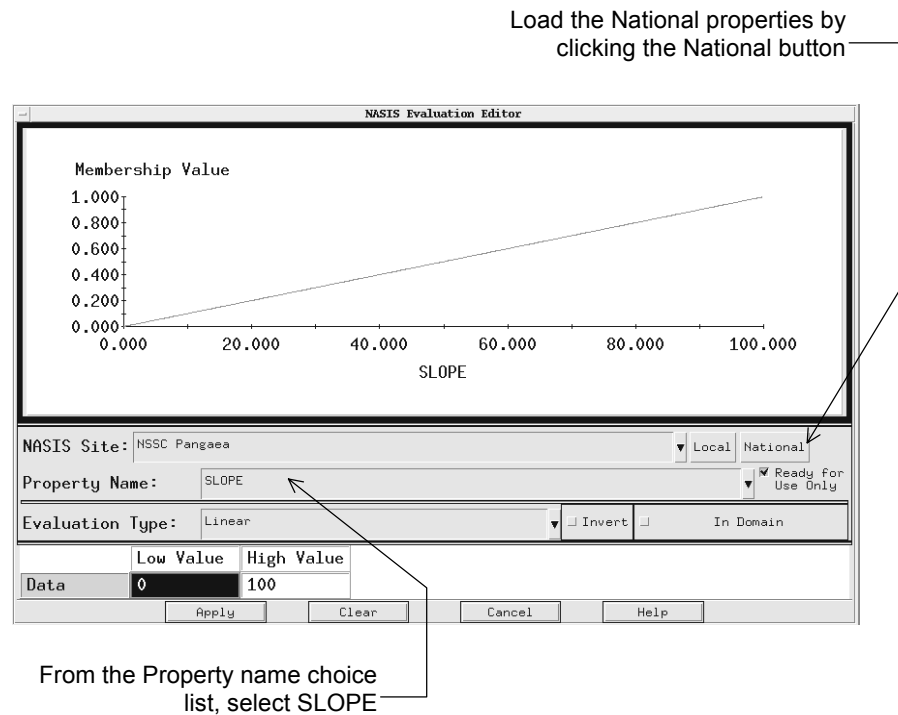 Load the National properties by
clicking the National button
NASIS Evaluation Editor
Membership Value
1.000
0.800
0.600
0.400
0.200
0.000
0.000 20.000 40.000 60.000 80.000 100.000
SLOPE
NASIS Site: NSSC Pangaea Local National
Property Name: SLOPE Ready for
Use Only
Evaluation Type: Linear Invert In Domain
Low Value High Value
Data 0 100
Apply Clear Cancel Help
From the Property name choice
list, select SLOPE